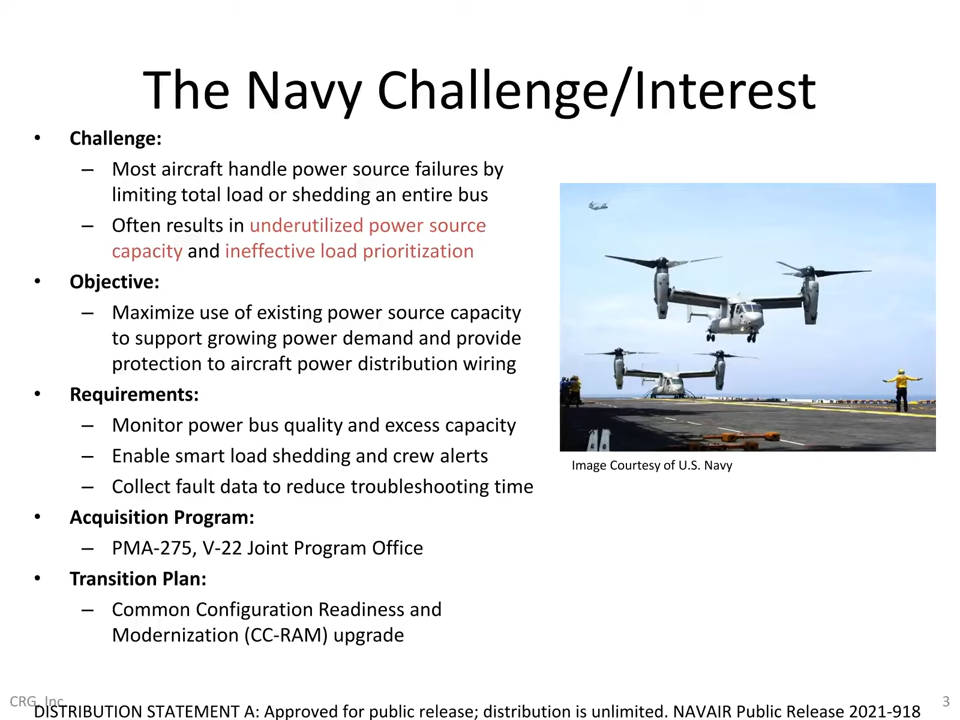 The Navy Challenge/Interest
• Challenge:
– Most aircraft handle power source failures by
limiting total load or shedding an entire bus
– Often results in underutilized power source
capacity and ineffective load prioritization
• Objective:
– Maximize use of existing power source capacity
to support growing power demand and provide
protection to aircraft power distribution wiring
• Requirements:
– Monitor power bus quality and excess capacity
– Enable smart load shedding and crew alerts
– Collect fault data to reduce troubleshooting time
• Acquisition Program:
– PMA-275, V-22 Joint Program Office
• Transition Plan:
– Common Configuration Readiness and
Modernization (CC-RAM) upgrade
Image Courtesy of U.S. Navy
CRG, Inc.
3
DISTRIBUTION STATEMENT A: Approved for public release; distribution is unlimited. NAVAIR Public Release 2021-918